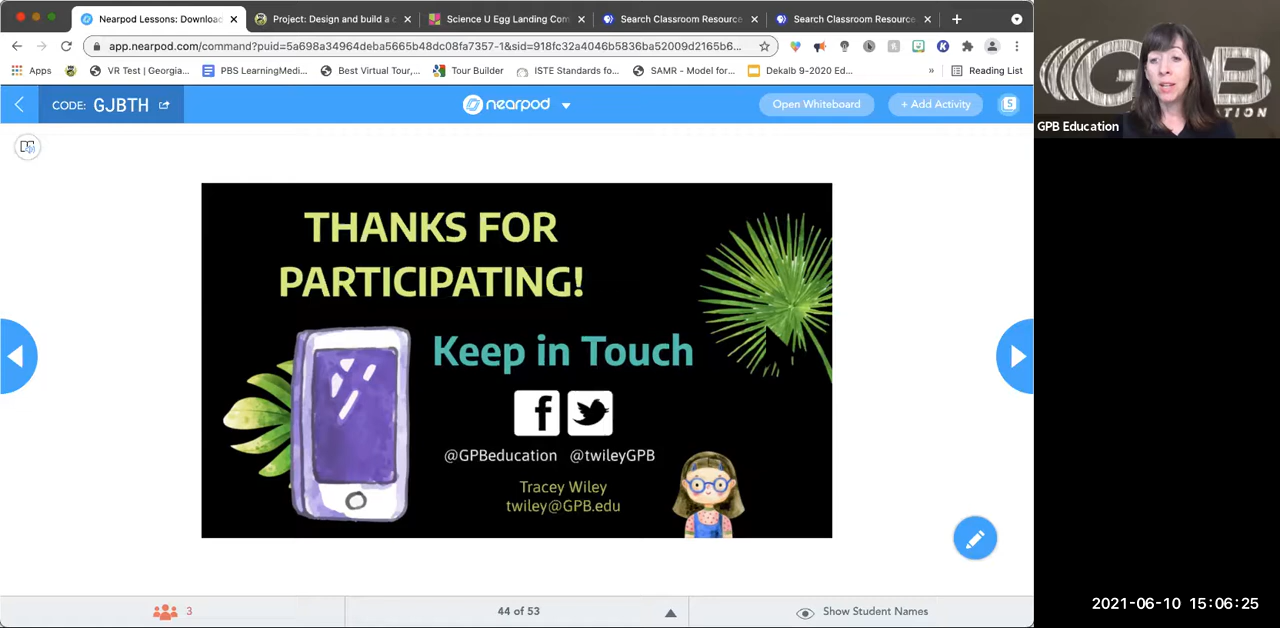 Nearpod Lessons: Downloac
Project: Design and build a c
Science U Egg Landing Com
Search Classroom Resource
Search Classroom Resource
app.nearpod.com/command?puid=5a698a34964deba5665b48dc08fa7357-1&sid=918fc32a4046b5836ba52009d2165b6...
Apps
VR Test | Georgia...
PBS LearningMedi...
Best Virtual Tour,...
Tour Builder
ISTE Standards fo...
SAMR - Model for...
Dekalb 9-2020 Ed...
»
Reading List
CODE: GJBTH
nearpod
Open Whiteboard
+ Add Activity
S
THANKS FOR
PARTICIPATING!
Keep in Touch
@GPBeducation @twileyGPB
Tracey Wiley
twiley@GPB.edu
3
44 of 53
Show Student Names
GPB Education
2021-06-10 15:06:25